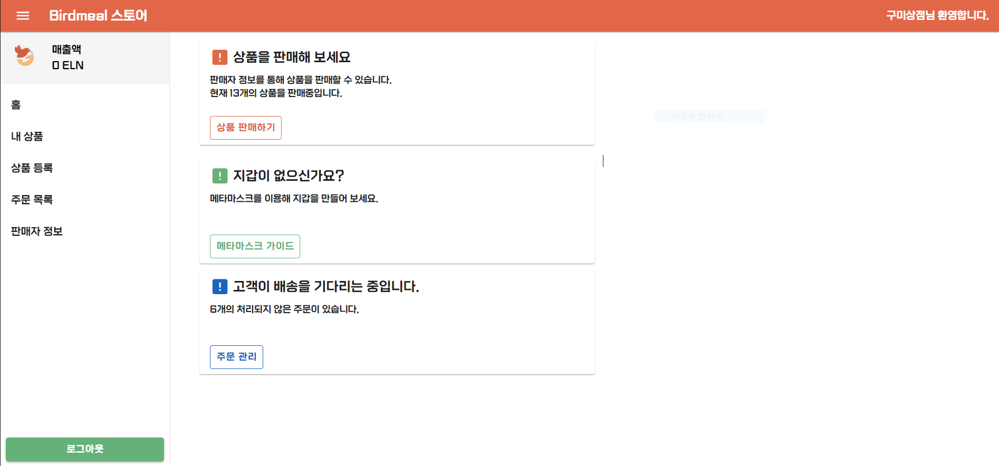 Birdmeal 스토어
구미상점님 환영합니다.
매출액
0 ELN
홈
내 상품
상품 등록
주문 목록
판매자 정보
로그아웃
상품을 판매해 보세요
판매자 정보를 통해 상품을 판매할 수 있습니다.
현재 13개의 상품을 판매중입니다.
상품 판매하기
사각형 캡처(R)
지갑이 없으신가요?
메타마스크를 이용해 지갑을 만들어 보세요.
메타마스크 가이드
고객이 배송을 기다리는 중입니다.
6개의 처리되지 않은 주문이 있습니다.
주문 관리